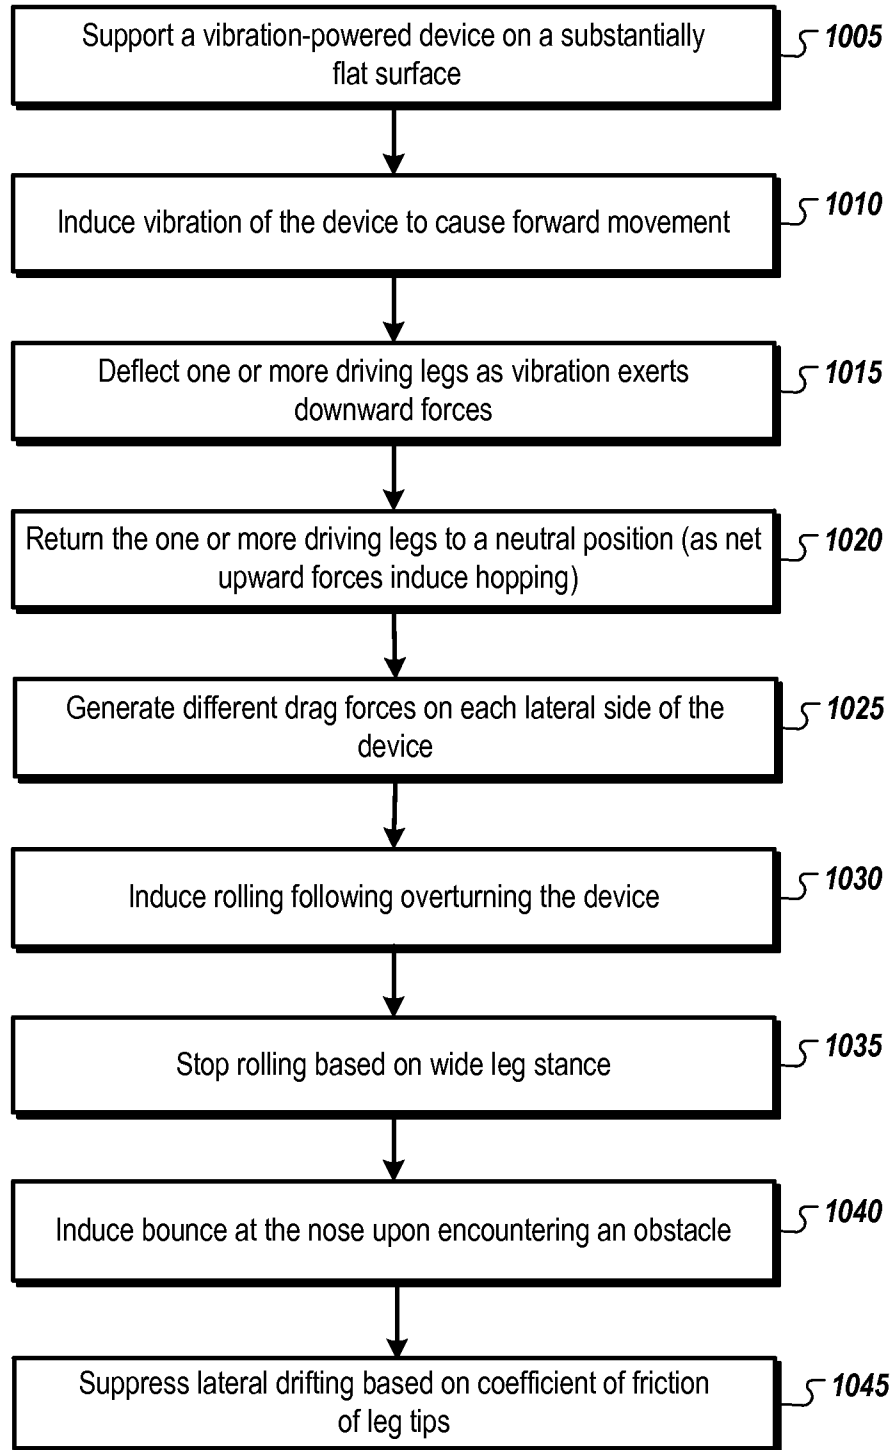 Support a vibration-powered device on a substantially
flat surface
1005
Induce vibration of the device to cause forward movement
1010
Deflect one or more driving legs as vibration exerts
downward forces
1015
Return the one or more driving legs to a neutral position (as net
upward forces induce hopping)
1020
Generate different drag forces on each lateral side of the
device
1025
Induce rolling following overturning the device
1030
Stop rolling based on wide leg stance
1035
Induce bounce at the nose upon encountering an obstacle
1040
Suppress lateral drifting based on coefficient of friction
of leg tips
1045